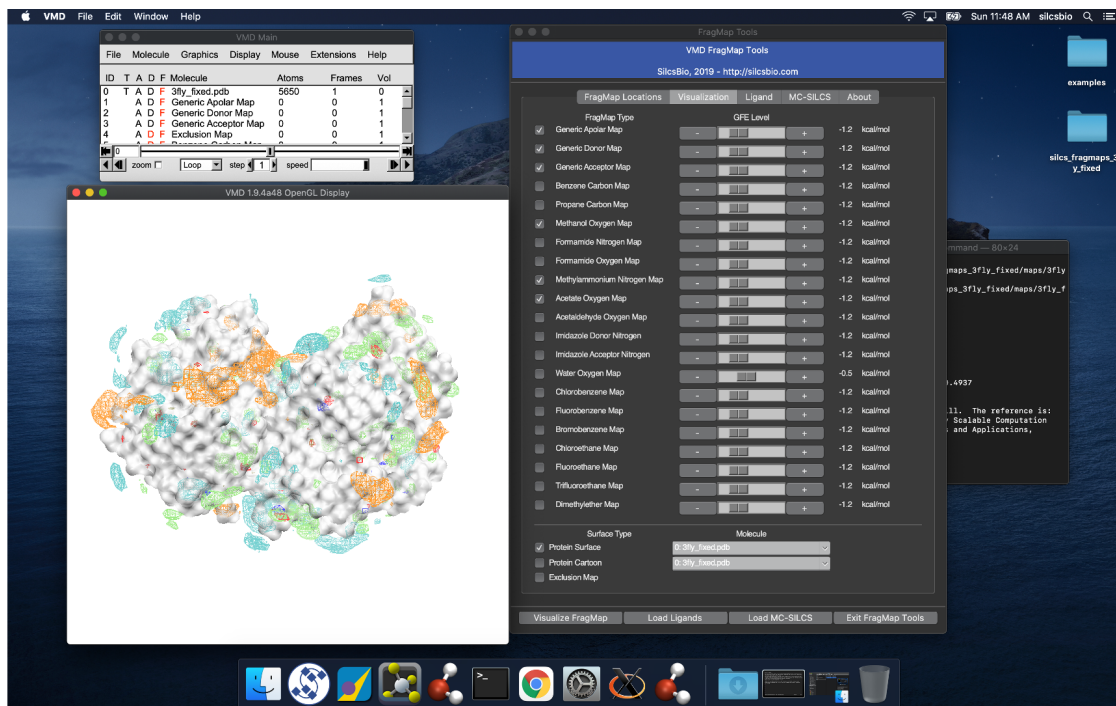 VMD File Edit Window Help
Sun 11:48 AM silcsbio
VMD Main
File Molecule Graphics Display Mouse Extensions Help
ID T A D F Molecule Atoms Frames Vol
0 T A D F 3fly_fixed.pdb 5650 1 0
1 A D F Generic Apolar Map 0 0 1
2 A D F Generic Donor Map 0 0 1
3 A D F Generic Acceptor Map 0 0 1
4 A D F Exclusion Map 0 0 1
0
zoom Loop step 1 speed
VMD 1.9.4a48 OpenGL Display
FragMap Tools
VMD FragMap Tools
SilcsBio, 2019 - http://silcsbio.com
FragMap Locations Visualization Ligand MC-SILCS About
FragMap Type GFE Level
Generic Apolar Map - + -1.2 kcal/mol
Generic Donor Map - + -1.2 kcal/mol
Generic Acceptor Map - + -1.2 kcal/mol
Benzene Carbon Map - + -1.2 kcal/mol
Propane Carbon Map - + -1.2 kcal/mol
Methanol Oxygen Map - + -1.2 kcal/mol
Formamide Nitrogen Map - + -1.2 kcal/mol
Formamide Oxygen Map - + -1.2 kcal/mol
Methylammonium Nitrogen Map - + -1.2 kcal/mol
Acetate Oxygen Map - + -1.2 kcal/mol
Acetaldehyde Oxygen Map - + -1.2 kcal/mol
Imidazole Donor Nitrogen - + -1.2 kcal/mol
Imidazole Acceptor Nitrogen - + -1.2 kcal/mol
Water Oxygen Map - + -0.5 kcal/mol
Chlorobenzene Map - + -1.2 kcal/mol
Fluorobenzene Map - + -1.2 kcal/mol
Bromobenzene Map - + -1.2 kcal/mol
Chloroethane Map - + -1.2 kcal/mol
Fluoroethane Map - + -1.2 kcal/mol
Trifluoroethane Map - + -1.2 kcal/mol
Dimethylether Map - + -1.2 kcal/mol
Surface Type Molecule
Protein Surface 0: 3fly_fixed.pdb
Protein Cartoon 0: 3fly_fixed.pdb
Exclusion Map
Visualize FragMap Load Ligands Load MC-SILCS Exit FragMap Tools
examples
silcs_fragmaps_3
y_fixed
mmand — 80×24
gmaps_3fly_fixed/maps/3fly
aps_3fly_fixed/maps/3fly_f
.4937
ll. The reference is:
Scalable Computation
and Applications,